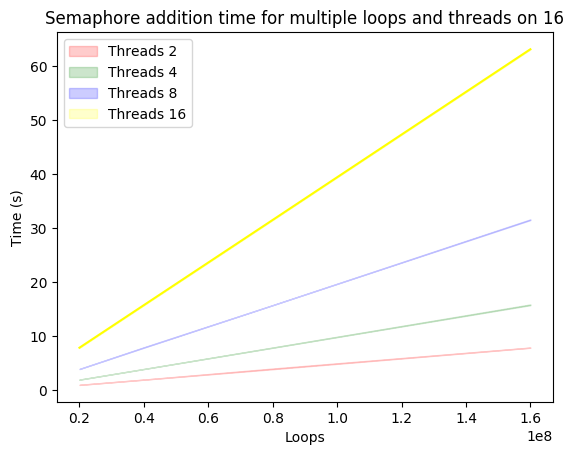 Semaphore addition time for multiple loops and threads on 16
Threads 2
Threads 4
Threads 8
Threads 16
Time (s)
60
50
40
30
20
10
0
0.2 0.4 0.6 0.8 1.0 1.2 1.4 1.6
1e8
Loops